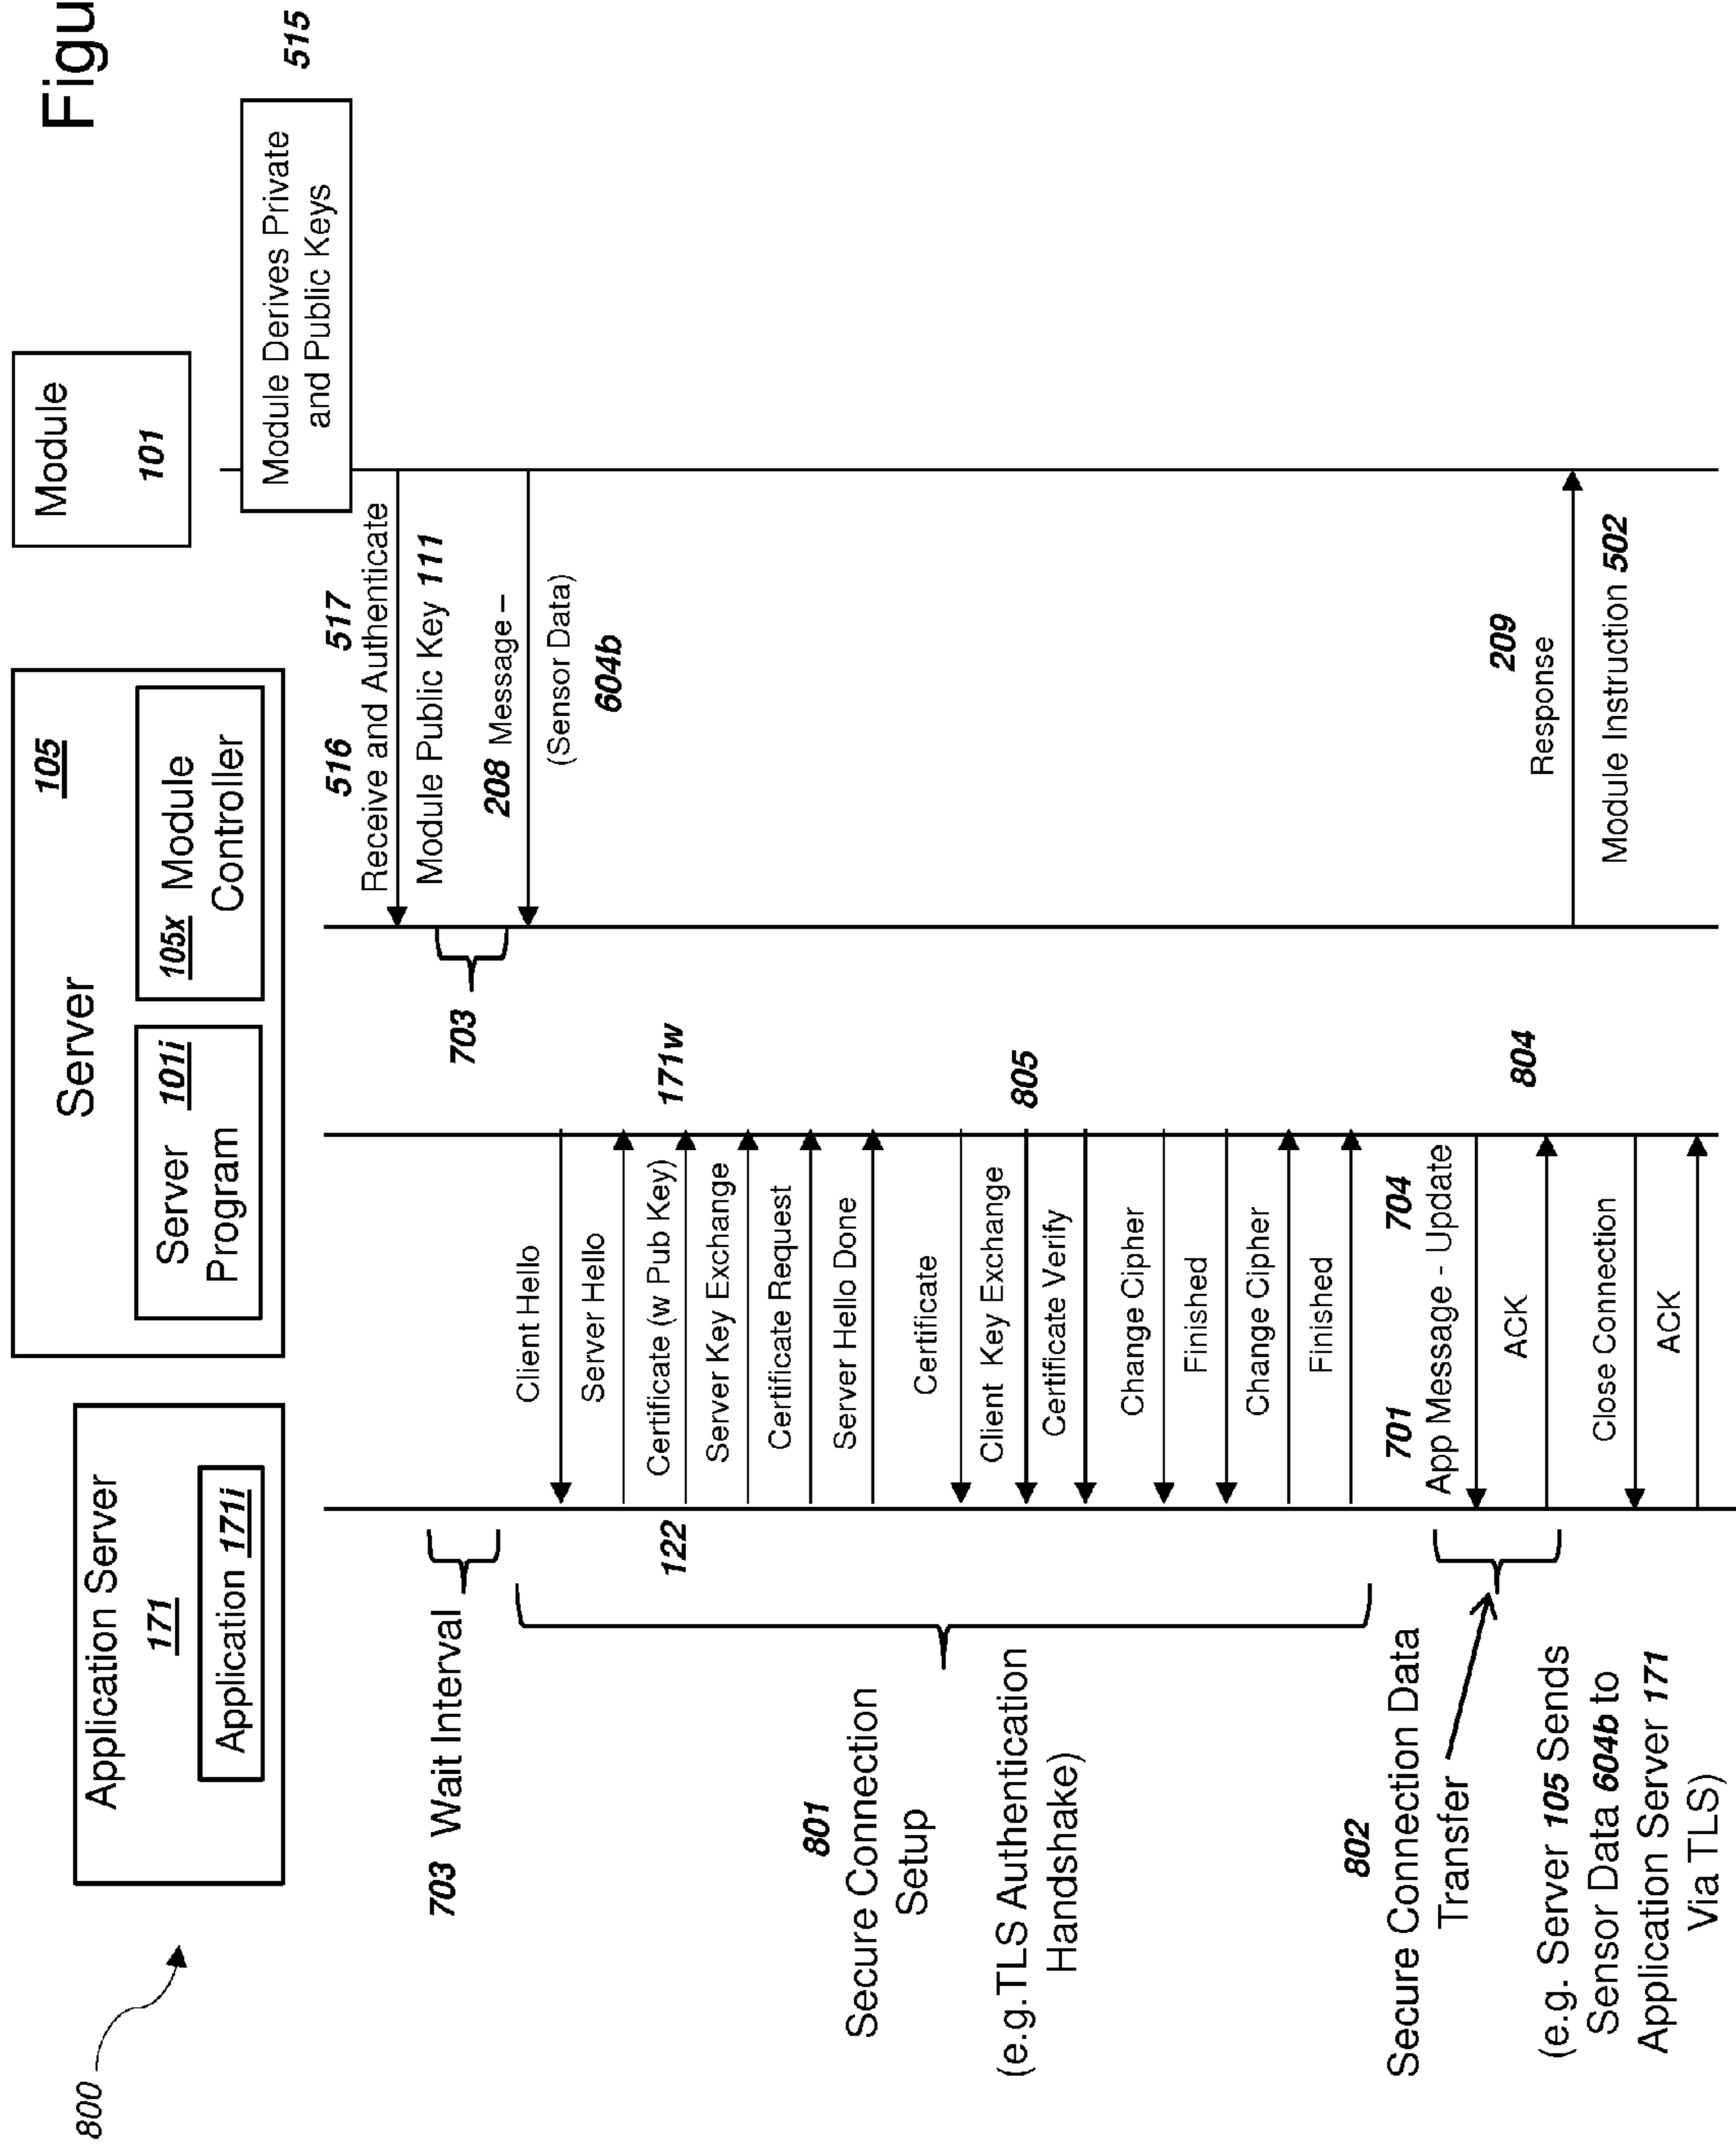 Figu
800
Application Server
171
Application 171i
Server
105
Server 101i
Program
105x Module
Controller
Module
101
Module Derives Private
and Public Keys
515
516 517
Receive and Authenticate
Module Public Key 111
703 Wait Interval
703
208 Message –
(Sensor Data)
604b
Client Hello
Server Hello
122
Certificate (w Pub Key)
171w
Server Key Exchange
Certificate Request
Server Hello Done
801
Secure Connection
Setup
(e.g.TLS Authentication
Handshake)
Certificate
Client Key Exchange
805
Certificate Verify
Change Cipher
Finished
Change Cipher
Finished
802
Secure Connection Data
Transfer
(e.g. Server 105 Sends
Sensor Data 604b to
Application Server 171
Via TLS)
701 704
App Message - Update
ACK
804
Close Connection
ACK
209
Response
Module Instruction 502